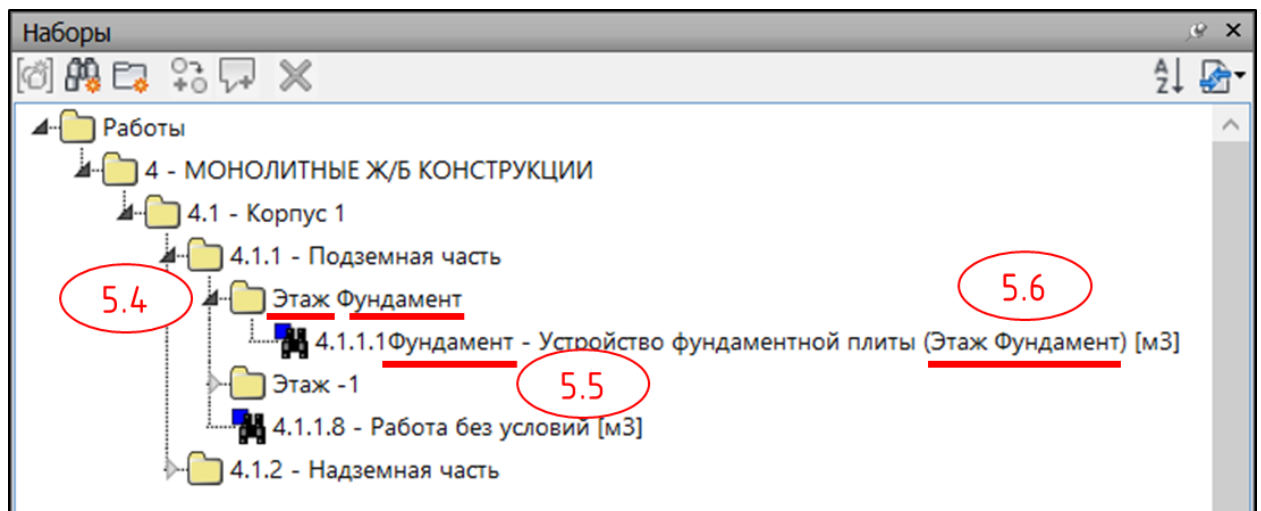 Наборы
Работы
4 - МОНОЛИТНЫЕ Ж/Б КОНСТРУКЦИИ
4.1 - Корпус 1
4.1.1 - Подземная часть
5.4
Этаж Фундамент
5.6
4.1.1.1Фундамент - Устройство фундаментной плиты (Этаж Фундамент) [м3]
Этаж -1
5.5
4.1.1.8 - Работа без условий [м3]
4.1.2 - Надземная часть